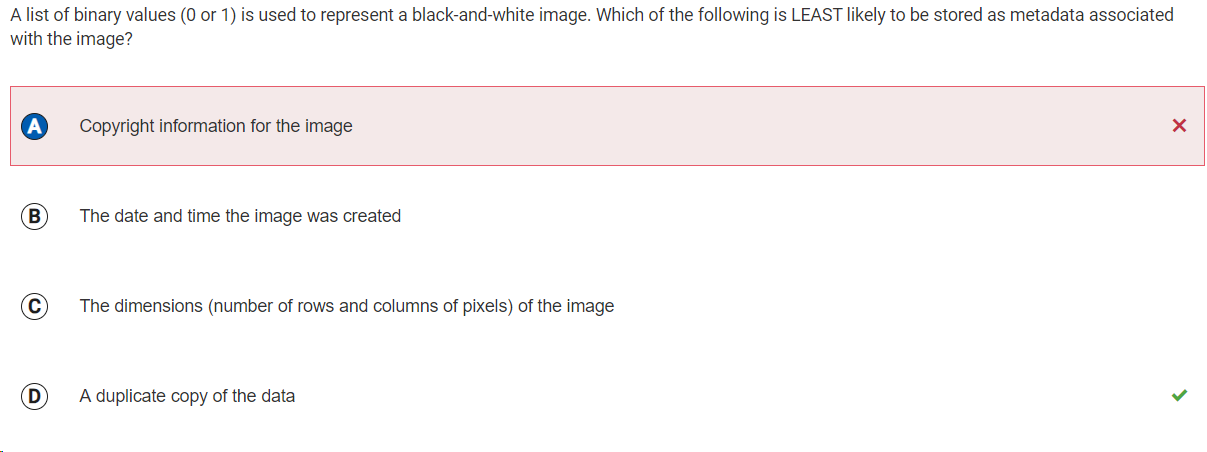 A list of binary values (0 or 1) is used to represent a black-and-white image. Which of the following is LEAST likely to be stored as metadata associated
with the image?
A Copyright information for the image
B The date and time the image was created
C The dimensions (number of rows and columns of pixels) of the image
D A duplicate copy of the data